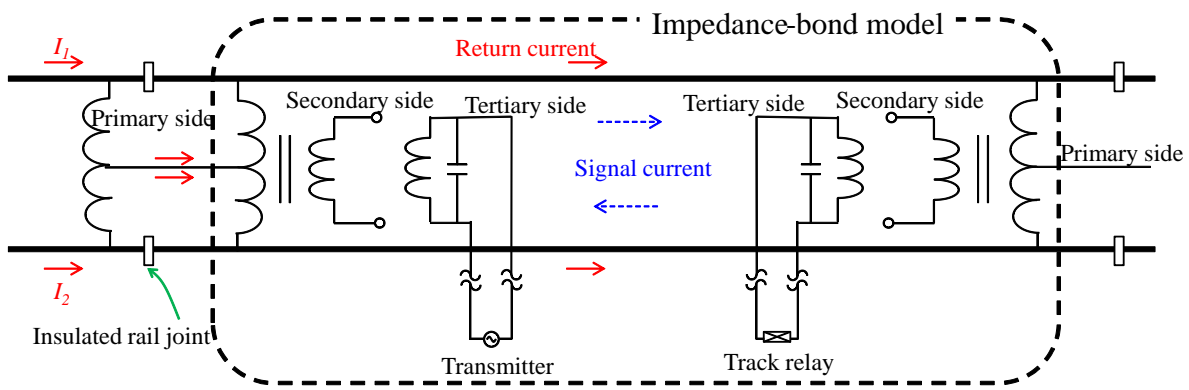 Impedance-bond model
I1
Return current
Primary side
Secondary side
Tertiary side
Tertiary side
Secondary side
Primary side
Signal current
I2
Insulated rail joint
Transmitter
Track relay